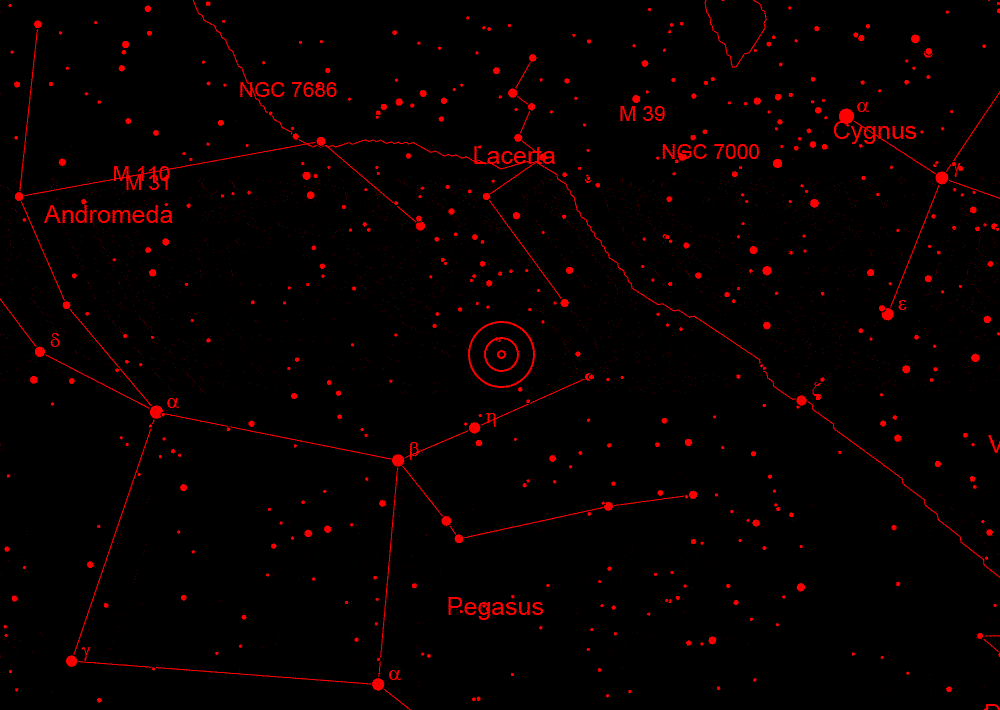 NGC 7686
M 39
α
Cygnus
Lacerta
NGC 7000
γ
M 110
M 31
Andromeda
ε
δ
ζ
α
η
β
Pegasus
γ
α